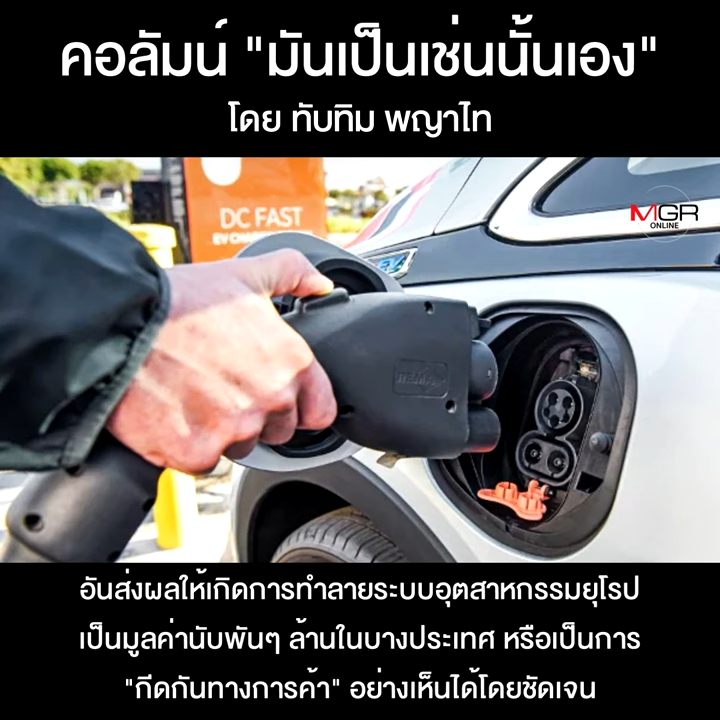 คอลัมน์ "มันเป็นเช่นนั้นเอง"
โดย ทับทิม พญาไท
DC FAST
MGR
ONLINE
อันส่งผลให้เกิดการทำลายระบบอุตสาหกรรมยุโรป
เป็นมูลค่านับพันๆ ล้านในบางประเทศ หรือเป็นการ
"กีดกันทางการค้า" อย่างเห็นได้โดยชัดเจน